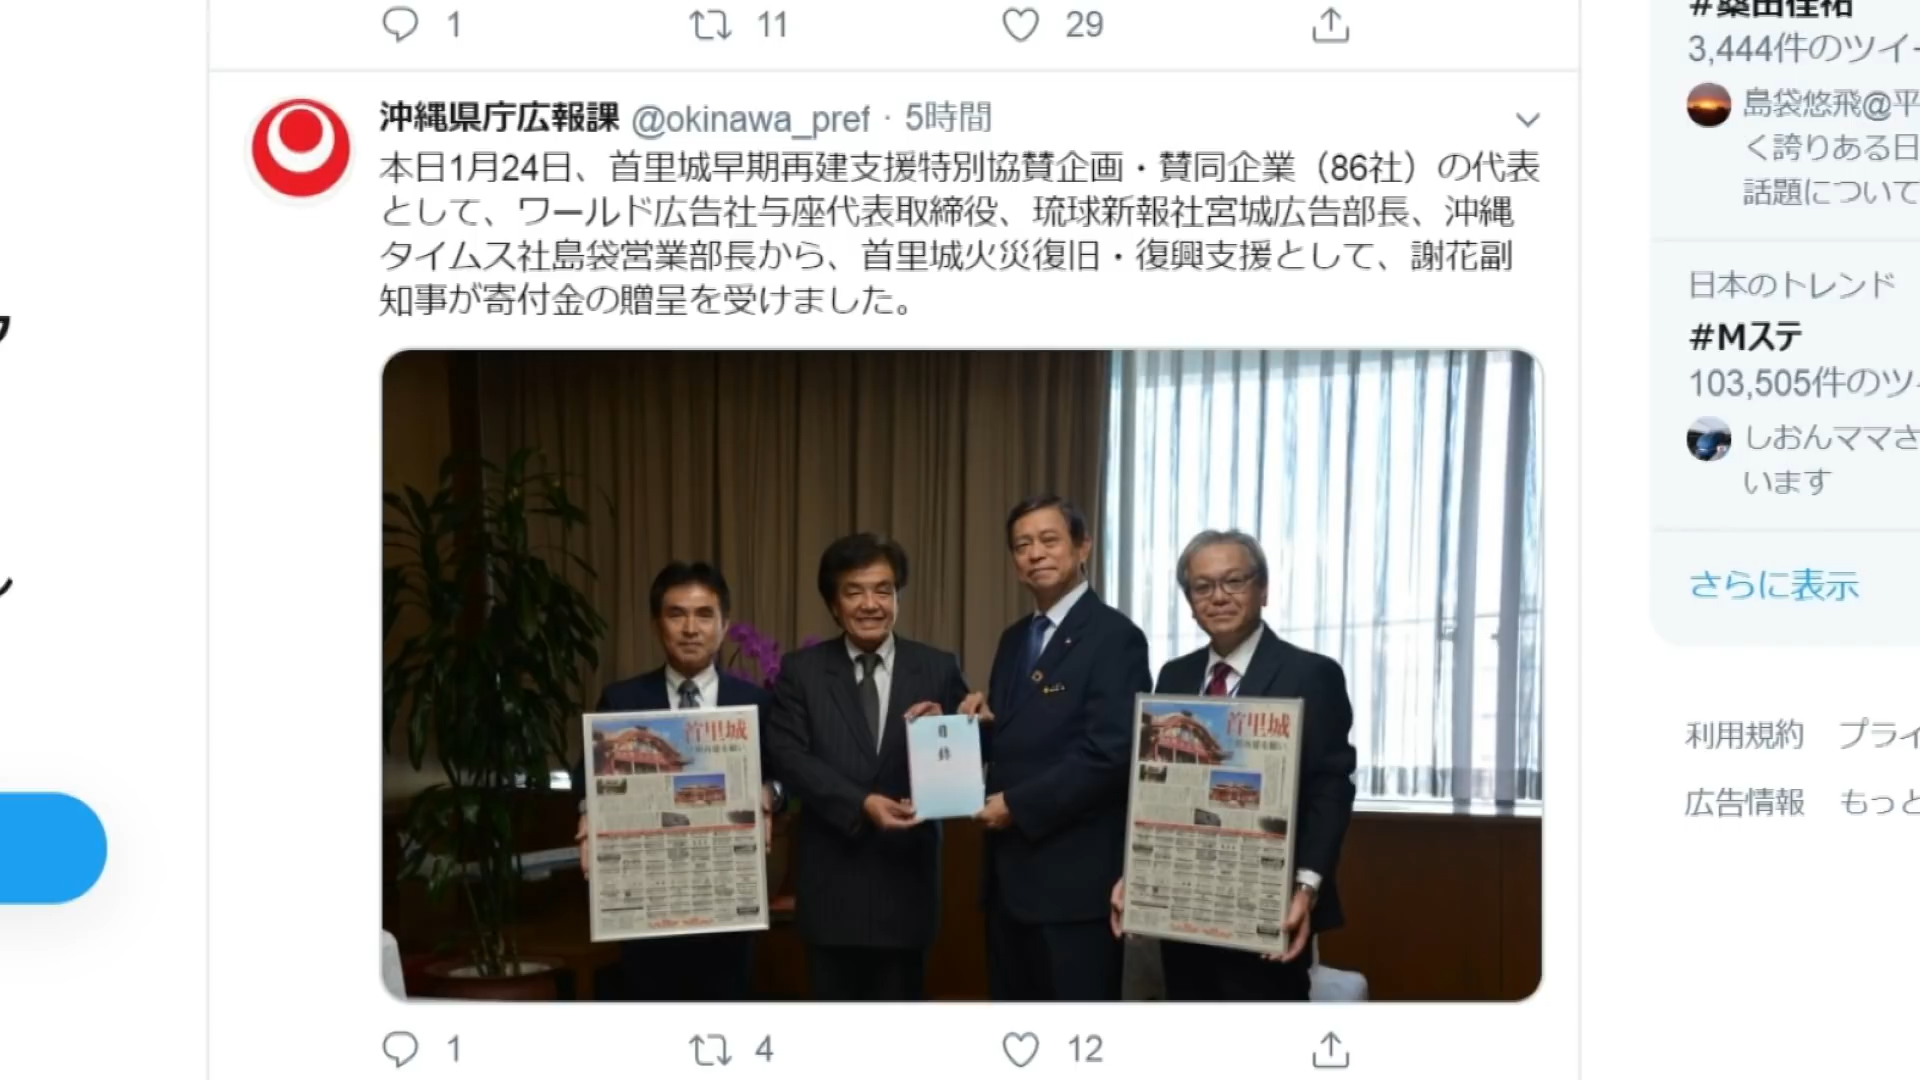 1 11 29
沖縄県庁広報課 @okinawa_pref · 5時間
本日1月24日、首里城早期再建支援特別協賛企画・賛同企業（86社）の代表
として、ワールド広告社与座代表取締役、琉球新報社宮城広告部長、沖縄
タイムス社島袋営業部長から、首里城火災復旧・復興支援として、謝花副
知事が寄付金の贈呈を受けました。
首里城
目録
首里城
1 4 12
#桑田佳祐
3,444件のツイー
島袋悠飛@平
く誇りある日
話題について
日本のトレンド
#Mステ
103,505件のツ
しおんママさ
います
さらに表示
利用規約 プライ
広告情報 もっと